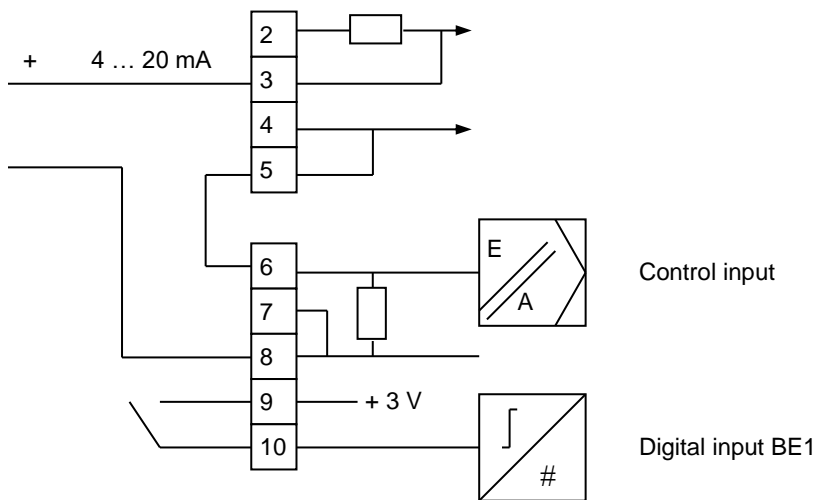 2
+ 4 … 20 mA
3
4
5
E
6
Control input
A
7
8
9
+ 3 V
10
Digital input BE1
#